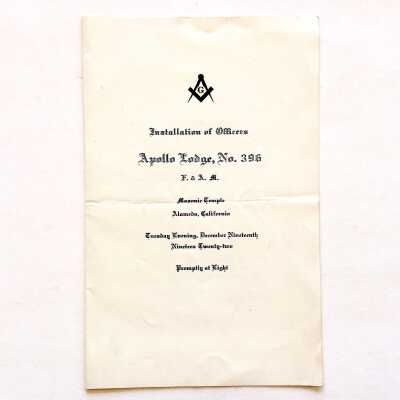 G
Installation of Officers
Apollo Lodge, No. 396
F. & A. M.
Masonic Temple
Alameda, California
Tuesday Evening, December Nineteenth
Nineteen Twenty-two
Promptly at Eight